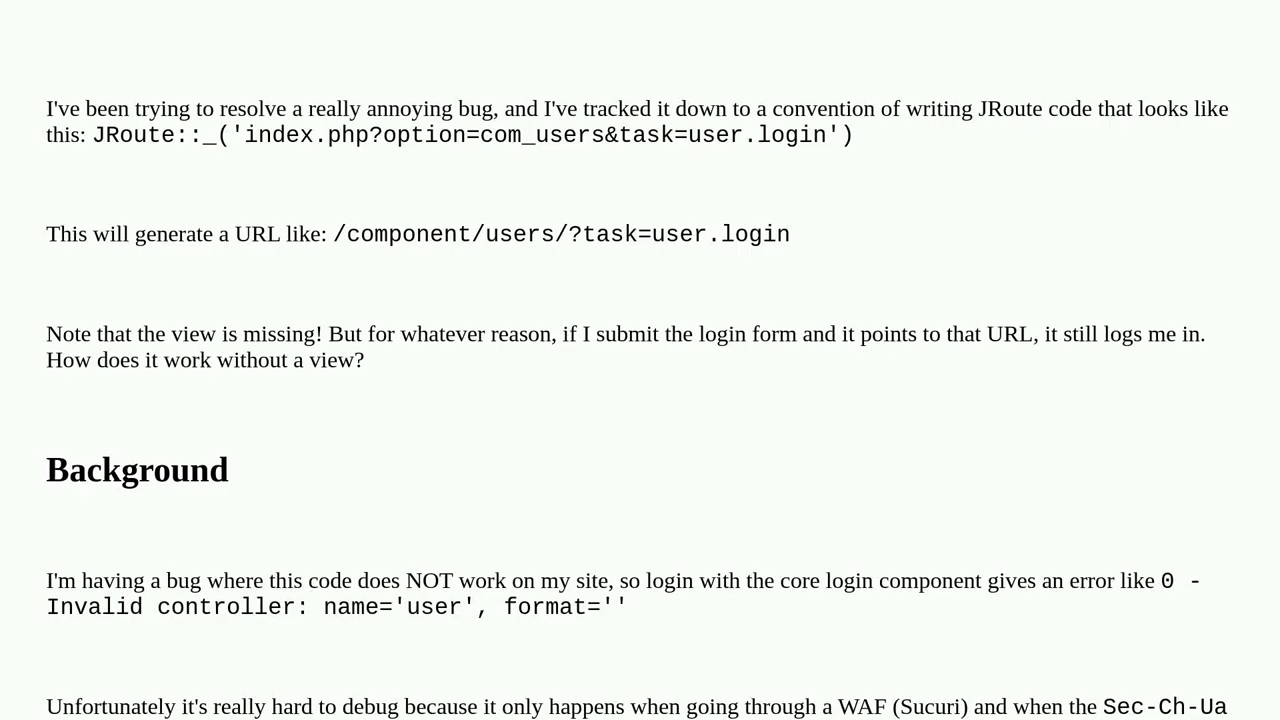 I've been trying to resolve a really annoying bug, and I've tracked it down to a convention of writing JRoute code that looks like
this: JRoute::_('index.php?option=com_users&task=user.login')
This will generate a URL like: /component/users/?task=user.login
Note that the view is missing! But for whatever reason, if I submit the login form and it points to that URL, it still logs me in.
How does it work without a view?
Background
I'm having a bug where this code does NOT work on my site, so login with the core login component gives an error like 0 -
Invalid controller: name='user', format=''
Unfortunately it's really hard to debug because it only happens when going through a WAF (Sucuri) and when the Sec-Ch-Ua